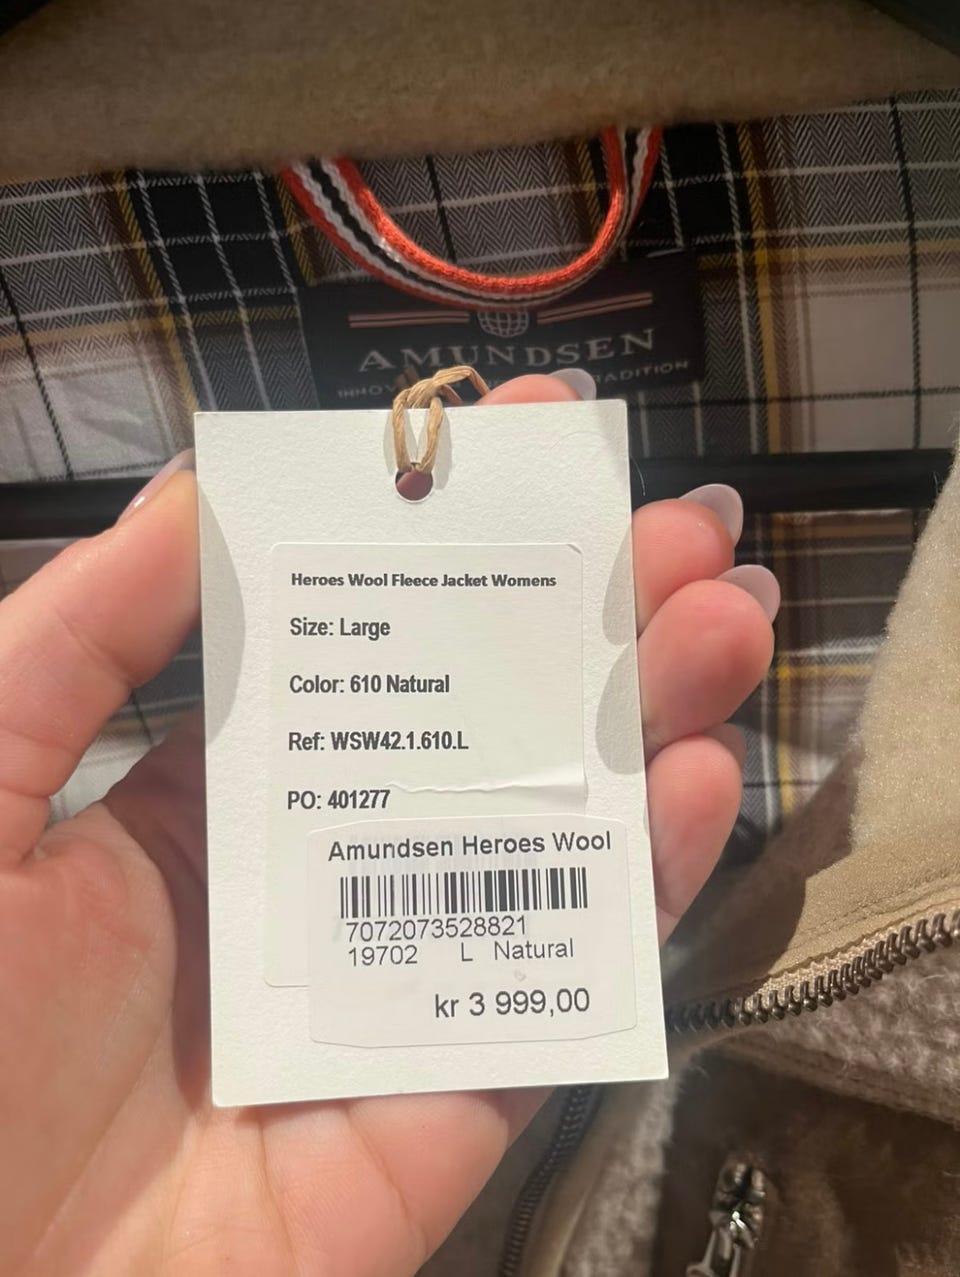 AMUNDSEN
TRADITION
Heroes Wool Fleece Jacket Womens
Size: Large
Color: 610 Natural
Ref: WSW42.1.610.L
PO: 401277
Amundsen Heroes Wool
7072073528821
19702 L Natural
kr 3 999,00